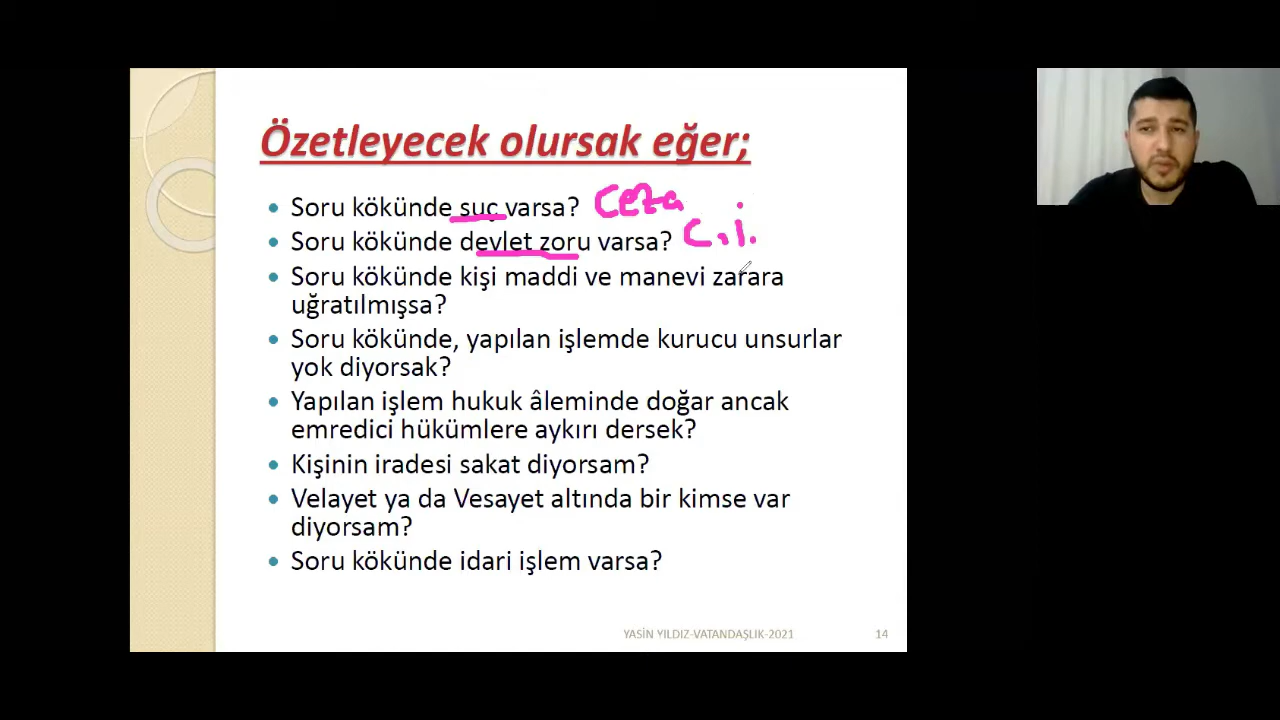 Özetleyecek olursak eğer;
• Soru kökünde suç varsa? Ceza
• Soru kökünde devlet zoru varsa? C.İ.
• Soru kökünde kişi maddi ve manevi zarara
uğratılmışsa?
• Soru kökünde, yapılan işlemde kurucu unsurlar
yok diyorsak?
• Yapılan işlem hukuk âleminde doğar ancak
emredici hükümlere aykırı dersek?
• Kişinin iradesi sakat diyorsam?
• Velayet ya da Vesayet altında bir kimse var
diyorsam?
• Soru kökünde idari işlem varsa?
YASİN YILDIZ-VATANDAŞLIK-2021 14